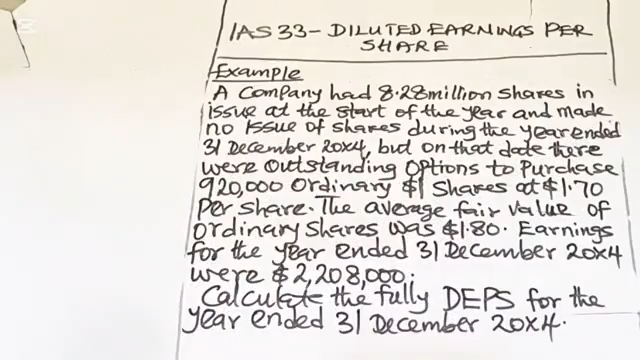 IAS 33 - DILUTED EARNINGS PER
SHARE
Example
A Company had 8.28million shares in
issue at the start of the year and made
no issue of shares during the year ended
31 December 20X4, but on that date there
were outstanding options to purchase
920,000 Ordinary $1 Shares at $1.70
Per share. The average fair value of
ordinary shares was $1.80. Earnings
for the year ended 31 December 20X4
were $2,208,000.
Calculate the fully DEPS for the
year ended 31 December 20X4.